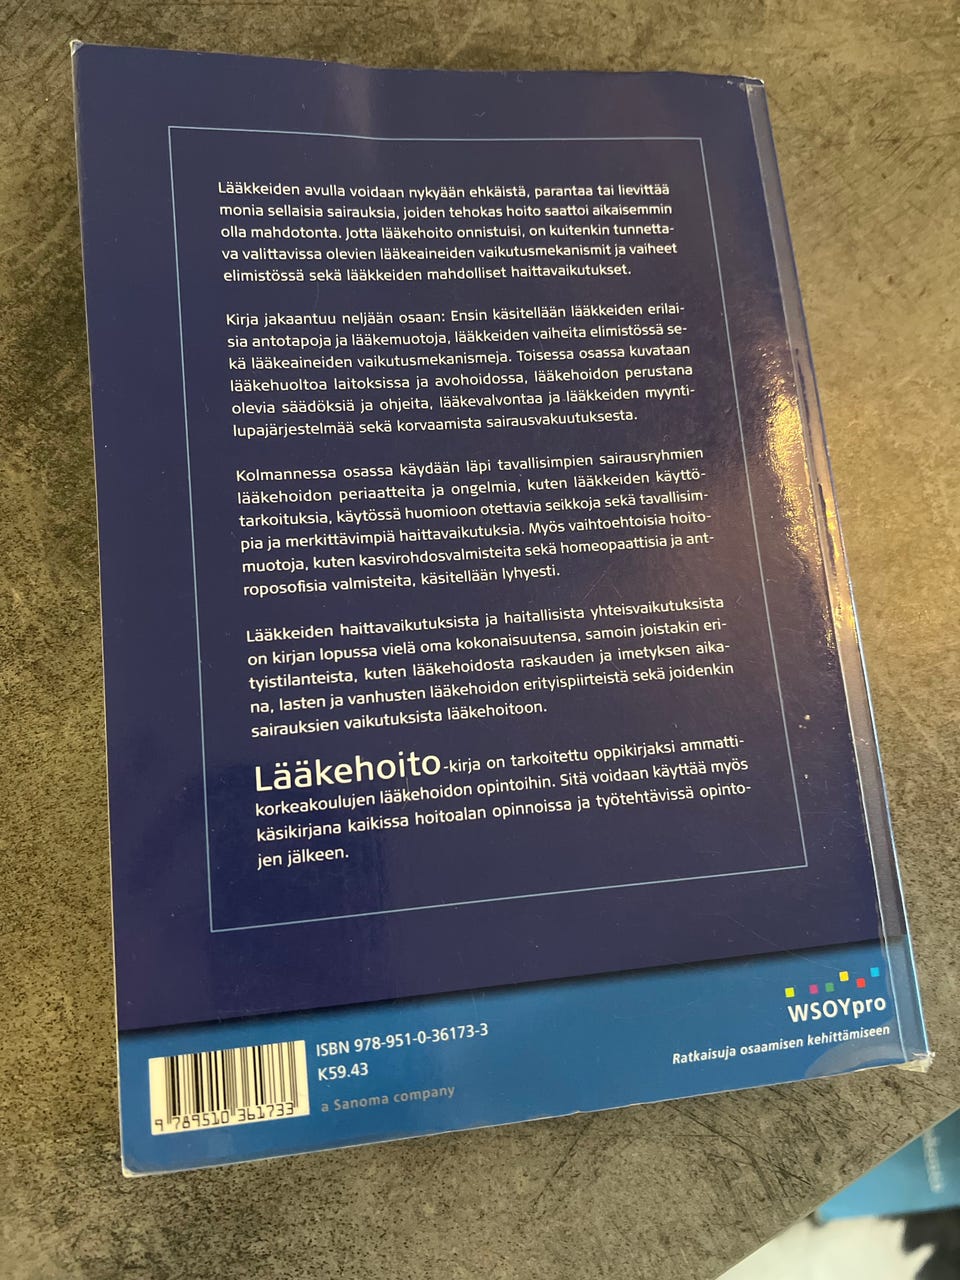 Lääkkeiden avulla voidaan nykyään ehkäistä, parantaa tai lievittää
monia sellaisia sairauksia, joiden tehokas hoito saattoi aikaisemmin
olla mahdotonta. Jotta lääkehoito onnistuisi, on kuitenkin tunnetta-
va valittavissa olevien lääkeaineiden vaikutusmekanismit ja vaiheet
elimistössä sekä lääkkeiden mahdolliset haittavaikutukset.
Kirja jakaantuu neljään osaan: Ensin käsitellään lääkkeiden erilai-
sia antotapoja ja lääkemuotoja, lääkkeiden vaiheita elimistössä se-
kä lääkeaineiden vaikutusmekanismeja. Toisessa osassa kuvataan
lääkehuoltoa laitoksissa ja avohoidossa, lääkehoidon perustana
olevia säädöksiä ja ohjeita, lääkevalvontaa ja lääkkeiden myynti-
lupajärjestelmää sekä korvaamista sairausvakuutuksesta.
Kolmannessa osassa käydään läpi tavallisimpien sairausryhmien
lääkehoidon periaatteita ja ongelmia, kuten lääkkeiden käyttö-
tarkoituksia, käytössä huomioon otettavia seikkoja sekä tavallisim-
pia ja merkittävimpiä haittavaikutuksia. Myös vaihtoehtoisia hoito-
muotoja, kuten kasvirohdosvalmisteita sekä homeopaattisia ja ant-
roposofisia valmisteita, käsitellään lyhyesti.
Lääkkeiden haittavaikutuksista ja haitallisista yhteisvaikutuksista
on kirjan lopussa vielä oma kokonaisuutensa, samoin joistakin eri-
tyistilanteista, kuten lääkehoidosta raskauden ja imetyksen aika-
na, lasten ja vanhusten lääkehoidon erityispiirteistä sekä joidenkin
sairauksien vaikutuksista lääkehoitoon.
Lääkehoito-kirja on tarkoitettu oppikirjaksi ammatti-
korkeakoulujen lääkehoidon opintoihin. Sitä voidaan käyttää myös
käsikirjana kaikissa hoitoalan opinnoissa ja työtehtävissä opinto-
jen jälkeen.
WSOYpro
Ratkaisuja osaamisen kehittämiseen
ISBN 978-951-0-36173-3
K59.43
a Sanoma company
9 789510 361733